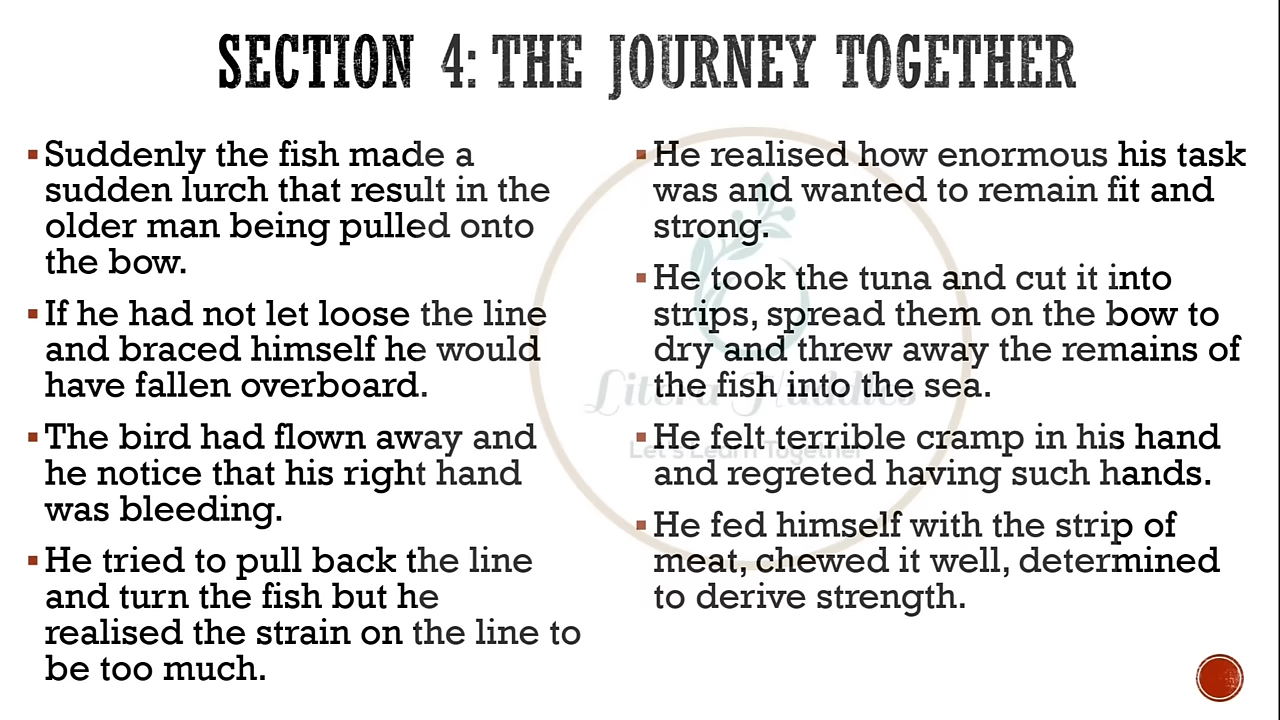 SECTION 4: THE JOURNEY TOGETHER
▪Suddenly the fish made a
sudden lurch that result in the
older man being pulled onto
the bow.
▪If he had not let loose the line
and braced himself he would
have fallen overboard.
▪The bird had flown away and
he notice that his right hand
was bleeding.
▪He tried to pull back the line
and turn the fish but he
realised the strain on the line to
be too much.
▪He realised how enormous his task
was and wanted to remain fit and
strong.
▪He took the tuna and cut it into
strips, spread them on the bow to
dry and threw away the remains of
the fish into the sea.
▪He felt terrible cramp in his hand
and regreted having such hands.
▪He fed himself with the strip of
meat, chewed it well, determined
to derive strength.
Litera Huddles
Let's Learn Together